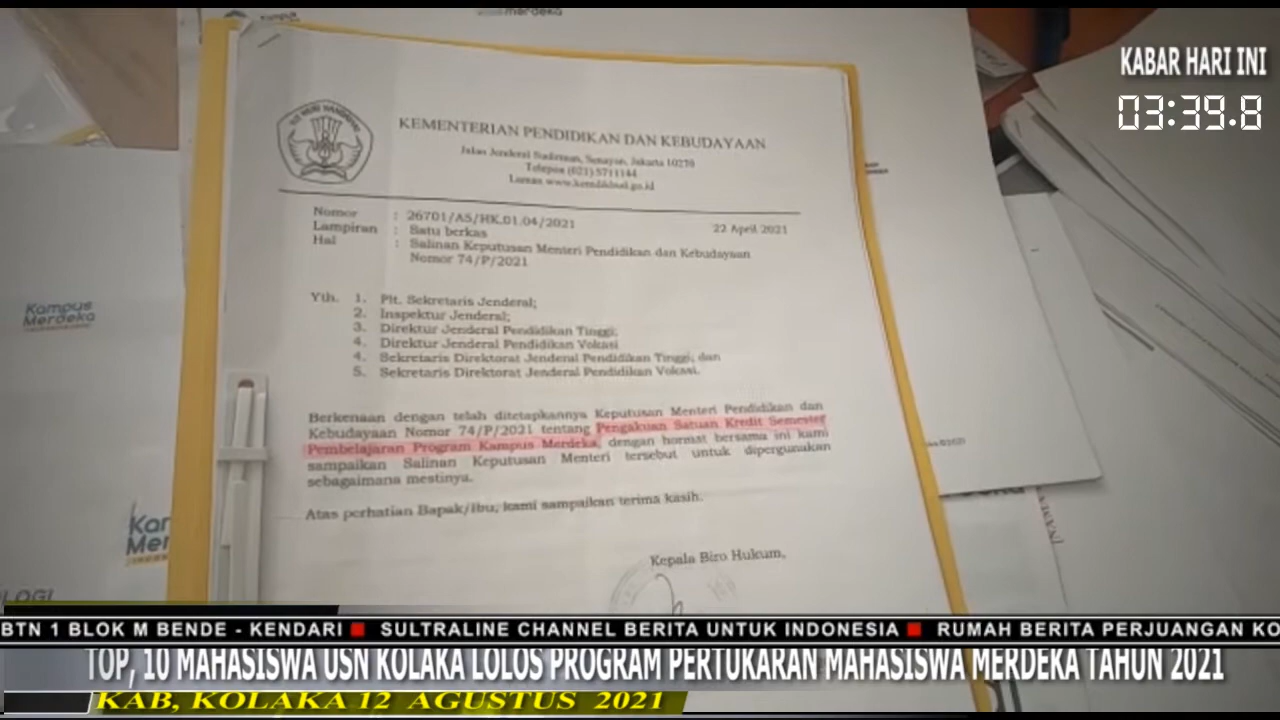 merdeka
KABAR HARI INI
03:39.8
KEMENTERIAN PENDIDIKAN DAN KEBUDAYAAN
Jalan Jenderal Sudirman, Senayan, Jakarta 10270
Telepon (021) 5711144
Laman www.kemdikbud.go.id
Nomor : 26701/A5/HK.01.04/2021 22 April 2021
Lampiran : Satu berkas
Hal : Salinan Keputusan Menteri Pendidikan dan Kebudayaan
Nomor 74/P/2021
Yth. 1. Plt. Sekretaris Jenderal;
2. Inspektur Jenderal;
3. Direktur Jenderal Pendidikan Tinggi;
4. Direktur Jenderal Pendidikan Vokasi
4. Sekretaris Direktorat Jenderal Pendidikan Tinggi, dan
5. Sekretaris Direktorat Jenderal Pendidikan Vokasi.
Kampus
Merdeka
Berkenaan dengan telah ditetapkannya Keputusan Menteri Pendidikan dan
Kebudayaan Nomor 74/P/2021 tentang Pengakuan Satuan Kredit Semester
Pembelajaran Program Kampus Merdeka, dengan hormat bersama ini kami
sampaikan Salinan Keputusan Menteri tersebut untuk dipergunakan
sebagaimana mestinya.
Atas perhatian Bapak/Ibu, kami sampaikan terima kasih.
Kar
Mer
Kepala Biro Hukum,
LOGI
BTN 1 BLOK M BENDE - KENDARI SULTRALINE CHANNEL BERITA UNTUK INDONESIA RUMAH BERITA PERJUANGAN KO
TOP, 10 MAHASISWA USN KOLAKA LOLOS PROGRAM PERTUKARAN MAHASISWA MERDEKA TAHUN 2021
KAB, KOLAKA 12 AGUSTUS 2021